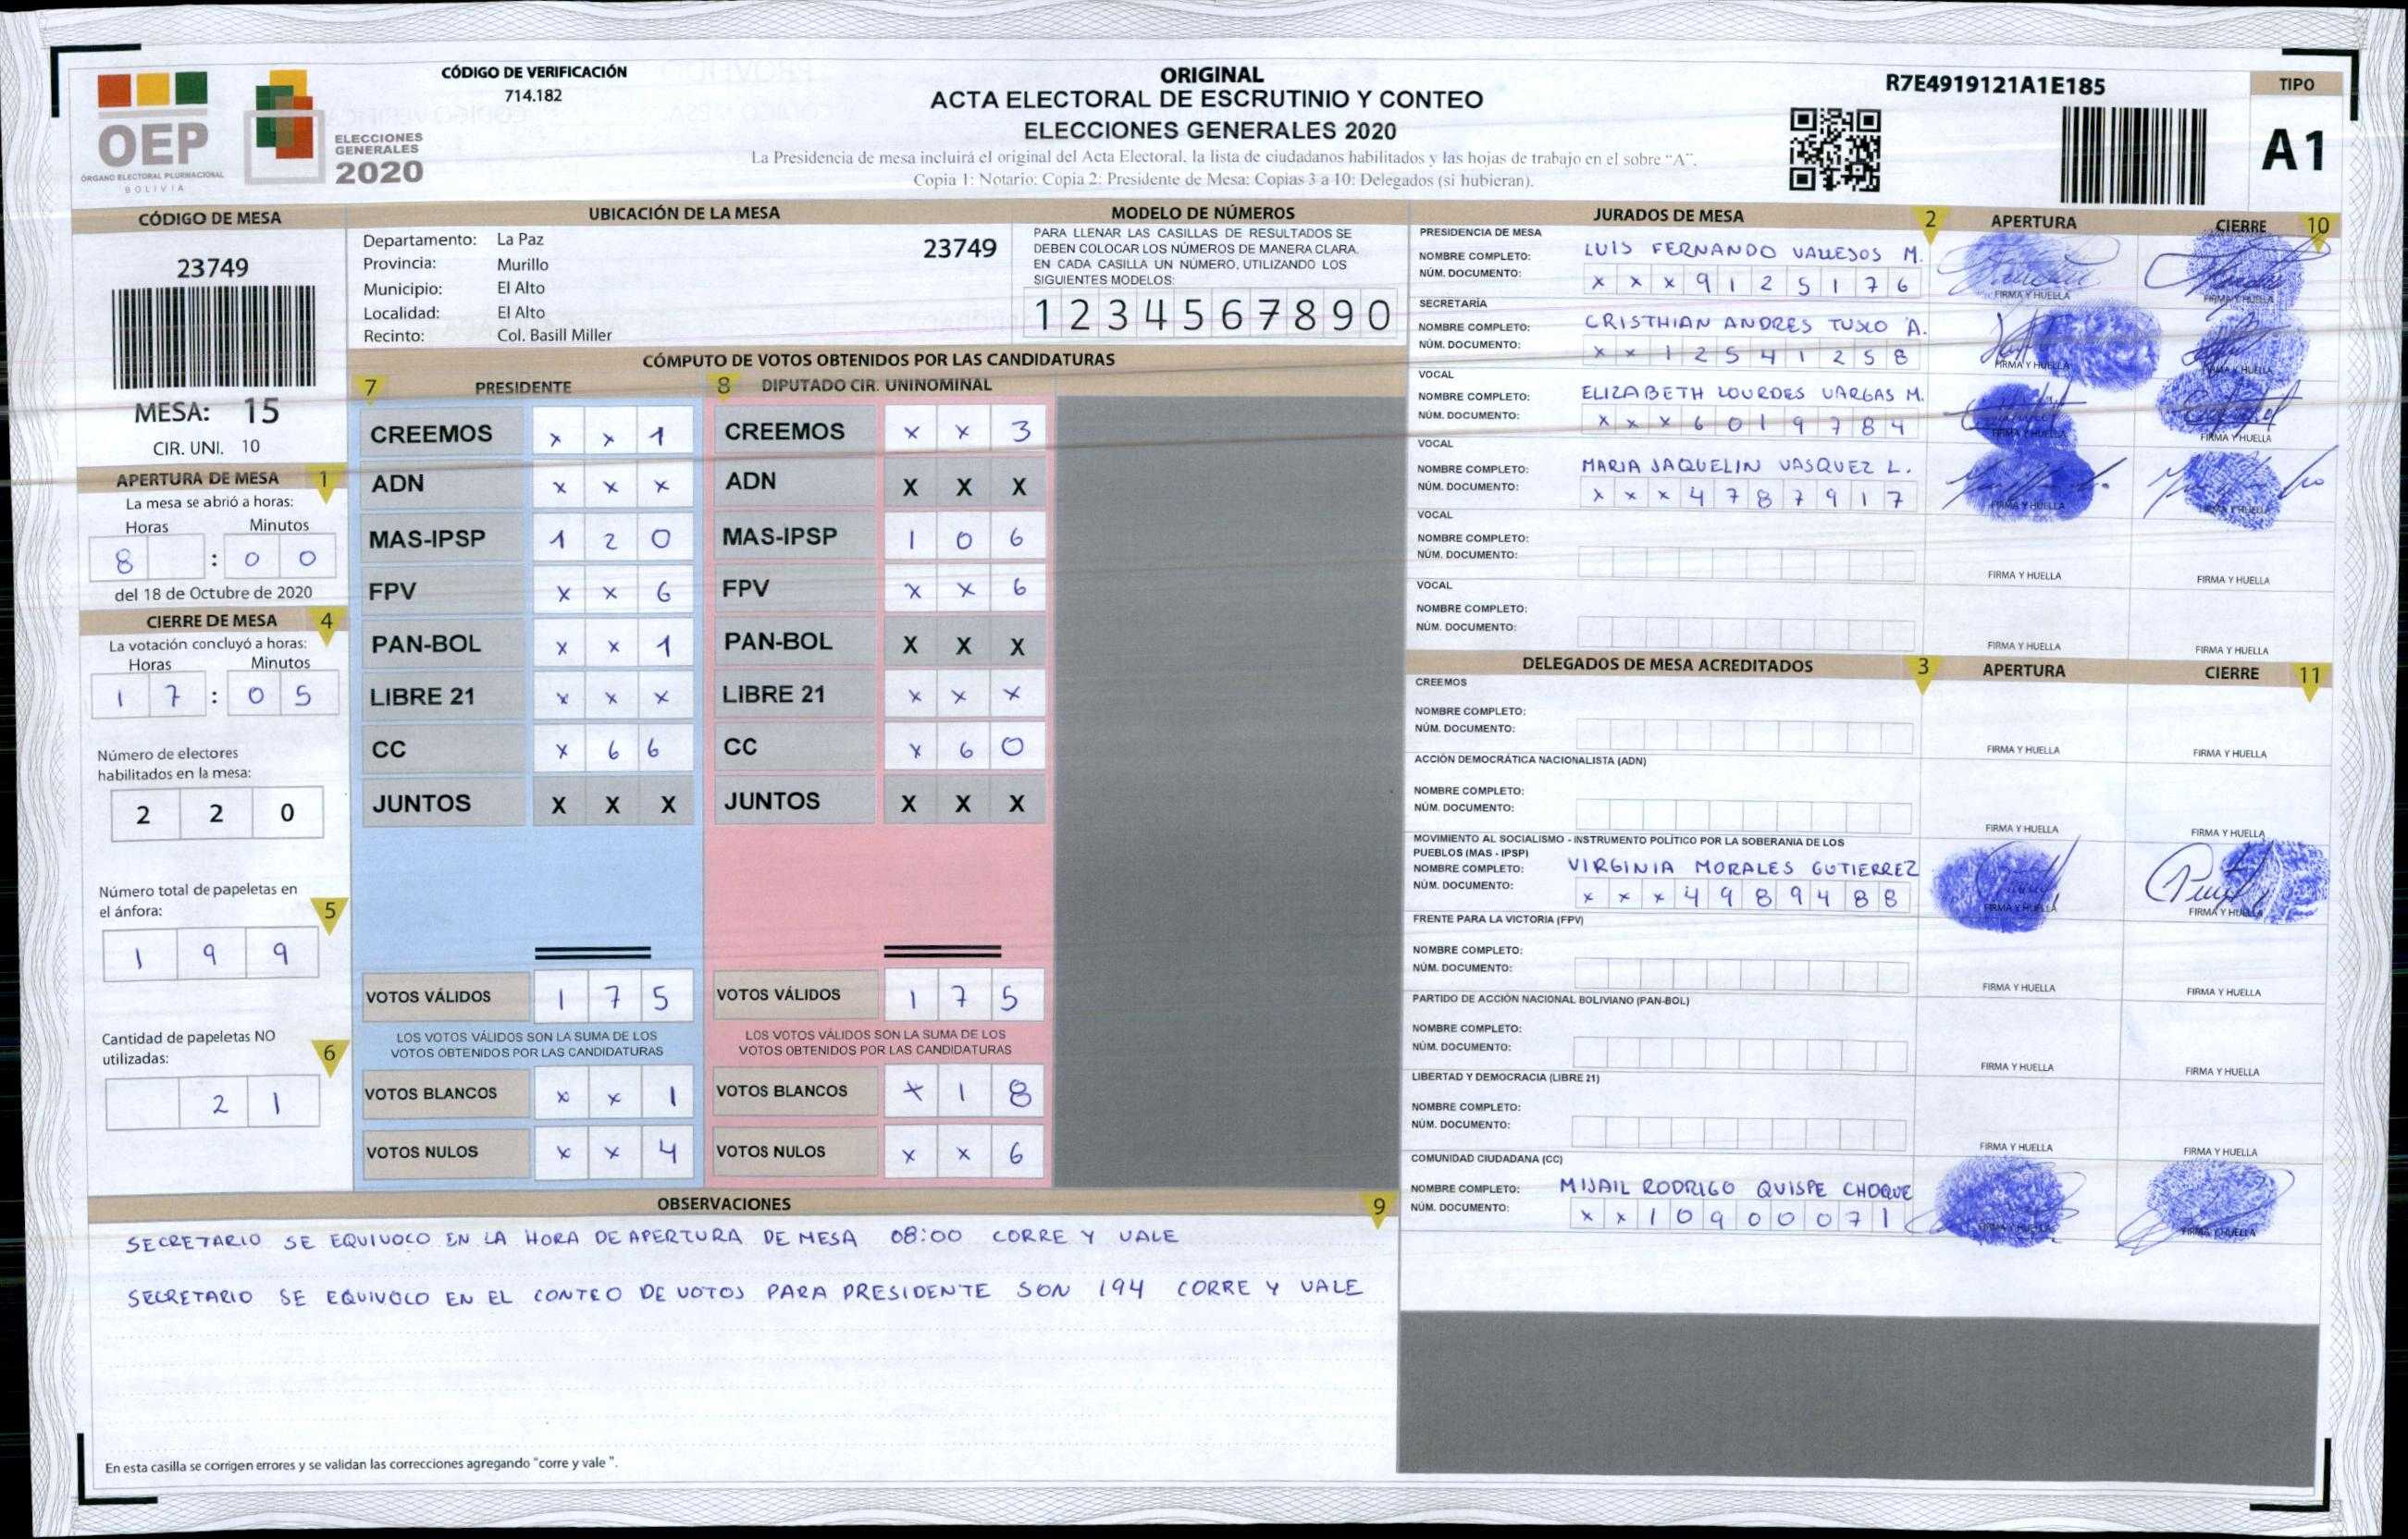 CÓDIGO DE VERIFICACIÓN
714.182
ORIGINAL
ACTA ELECTORAL DE ESCRUTINIO Y CONTEO
ELECCIONES GENERALES 2020
La Presidencia de mesa incluirá el original del Acta Electoral, la lista de ciudadanos habilitados y las hojas de trabajo en el sobre "A".
Copia 1: Notario; Copia 2: Presidente de Mesa; Copias 3 a 10: Delegados (si hubieran).
R7E4919121A1E185
TIPO
A1
OEP
ÓRGANO ELECTORAL PLURINACIONAL
BOLIVIA
ELECCIONES
GENERALES
2020
CÓDIGO DE MESA
23749
MESA: 15
CIR. UNI. 10
APERTURA DE MESA 1
La mesa se abrió a horas:
Horas Minutos
8 : 0 0
del 18 de Octubre de 2020
CIERRE DE MESA 4
La votación concluyó a horas:
Horas Minutos
1 7 : 0 5
Número de electores
habilitados en la mesa:
2 2 0
Número total de papeletas en
el ánfora: 5
1 9 9
Cantidad de papeletas NO
utilizadas: 6
2 1
UBICACIÓN DE LA MESA
Departamento: La Paz 23749
Provincia: Murillo
Municipio: El Alto
Localidad: El Alto
Recinto: Col. Basill Miller
MODELO DE NÚMEROS
PARA LLENAR LAS CASILLAS DE RESULTADOS SE
DEBEN COLOCAR LOS NÚMEROS DE MANERA CLARA.
EN CADA CASILLA UN NÚMERO, UTILIZANDO LOS
SIGUIENTES MODELOS:
1 2 3 4 5 6 7 8 9 0
CÓMPUTO DE VOTOS OBTENIDOS POR LAS CANDIDATURAS
7 PRESIDENTE
CREEMOS x x 1
ADN x x x
MAS-IPSP 1 2 0
FPV x x 6
PAN-BOL x x 1
LIBRE 21 x x x
CC x 6 6
JUNTOS X X X
VOTOS VÁLIDOS 1 7 5
LOS VOTOS VÁLIDOS SON LA SUMA DE LOS
VOTOS OBTENIDOS POR LAS CANDIDATURAS
VOTOS BLANCOS x x 1
VOTOS NULOS x x 4
8 DIPUTADO CIR. UNINOMINAL
CREEMOS x x 3
ADN X X X
MAS-IPSP 1 0 6
FPV x x 6
PAN-BOL X X X
LIBRE 21 x x x
CC x 6 0
JUNTOS X X X
VOTOS VÁLIDOS 1 7 5
LOS VOTOS VÁLIDOS SON LA SUMA DE LOS
VOTOS OBTENIDOS POR LAS CANDIDATURAS
VOTOS BLANCOS x 1 8
VOTOS NULOS x x 6
OBSERVACIONES 9
SECRETARIO SE EQUIVOCO EN LA HORA DE APERTURA DE MESA 08:00 CORRE Y VALE
SECRETARIO SE EQUIVOCO EN EL CONTEO DE VOTOS PARA PRESIDENTE SON 194 CORRE Y VALE
En esta casilla se corrigen errores y se validan las correcciones agregando "corre y vale".
JURADOS DE MESA 2 APERTURA CIERRE 10
PRESIDENCIA DE MESA
NOMBRE COMPLETO: LUIS FERNANDO VALLEJOS M.
NÚM. DOCUMENTO: x x x 9 1 2 5 1 7 6
FIRMA Y HUELLA FIRMA Y HUELLA
SECRETARÍA
NOMBRE COMPLETO: CRISTHIAN ANDRES TUSCO A.
NÚM. DOCUMENTO: x x 1 2 5 4 1 2 5 8
FIRMA Y HUELLA FIRMA Y HUELLA
VOCAL
NOMBRE COMPLETO: ELIZABETH LOURDES VARGAS M.
NÚM. DOCUMENTO: x x x 6 0 1 9 7 8 4
FIRMA Y HUELLA FIRMA Y HUELLA
VOCAL
NOMBRE COMPLETO: MARIA JAQUELIN VASQUEZ L.
NÚM. DOCUMENTO: x x x 4 7 8 7 9 1 7
FIRMA Y HUELLA FIRMA Y HUELLA
VOCAL
NOMBRE COMPLETO:
NÚM. DOCUMENTO:
FIRMA Y HUELLA FIRMA Y HUELLA
VOCAL
NOMBRE COMPLETO:
NÚM. DOCUMENTO:
FIRMA Y HUELLA FIRMA Y HUELLA
DELEGADOS DE MESA ACREDITADOS 3 APERTURA CIERRE 11
CREEMOS
NOMBRE COMPLETO:
NÚM. DOCUMENTO:
FIRMA Y HUELLA FIRMA Y HUELLA
ACCIÓN DEMOCRÁTICA NACIONALISTA (ADN)
NOMBRE COMPLETO:
NÚM. DOCUMENTO:
FIRMA Y HUELLA FIRMA Y HUELLA
MOVIMIENTO AL SOCIALISMO - INSTRUMENTO POLÍTICO POR LA SOBERANIA DE LOS
PUEBLOS (MAS - IPSP)
NOMBRE COMPLETO: VIRGINIA MORALES GUTIERREZ
NÚM. DOCUMENTO: x x x 4 9 8 9 4 8 8
FIRMA Y HUELLA FIRMA Y HUELLA
FRENTE PARA LA VICTORIA (FPV)
NOMBRE COMPLETO:
NÚM. DOCUMENTO:
FIRMA Y HUELLA FIRMA Y HUELLA
PARTIDO DE ACCIÓN NACIONAL BOLIVIANO (PAN-BOL)
NOMBRE COMPLETO:
NÚM. DOCUMENTO:
FIRMA Y HUELLA FIRMA Y HUELLA
LIBERTAD Y DEMOCRACIA (LIBRE 21)
NOMBRE COMPLETO:
NÚM. DOCUMENTO:
FIRMA Y HUELLA FIRMA Y HUELLA
COMUNIDAD CIUDADANA (CC)
NOMBRE COMPLETO: MIJAIL RODRIGO QUISPE CHOQUE
NÚM. DOCUMENTO: x x 1 0 9 0 0 0 7 1
FIRMA Y HUELLA FIRMA Y HUELLA